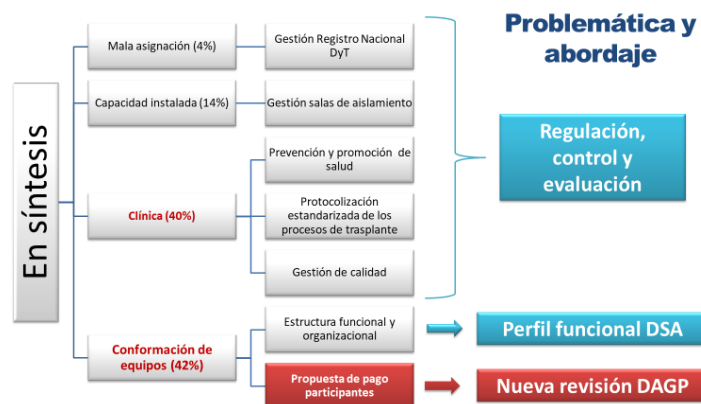 Problemática y
abordaje
En síntesis
Mala asignación (4%)
Gestión Registro Nacional
DyT
Capacidad instalada (14%)
Gestión salas de aislamiento
Clínica (40%)
Prevención y promoción de
salud
Protocolización
estandarizada de los
procesos de trasplante
Gestión de calidad
Regulación,
control y
evaluación
Conformación de
equipos (42%)
Estructura funcional y
organizacional
Perfil funcional DSA
Propuesta de pago
participantes
Nueva revisión DAGP